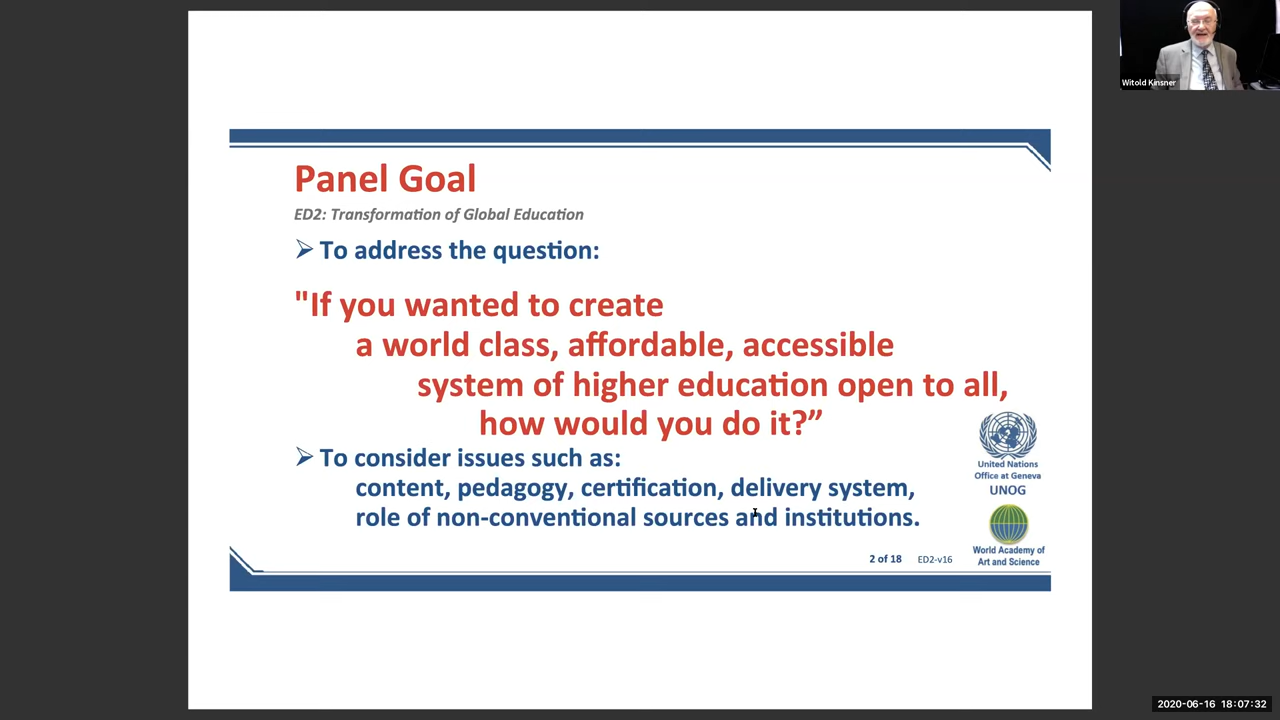 Witold Kinsner
Panel Goal
ED2: Transformation of Global Education
➢ To address the question:
"If you wanted to create
a world class, affordable, accessible
system of higher education open to all,
how would you do it?”
➢ To consider issues such as:
content, pedagogy, certification, delivery system,
role of non-conventional sources and institutions.
United Nations
Office at Geneva
UNOG
World Academy of
Art and Science
2 of 18 ED2-v16
2020-06-16 18:07:32